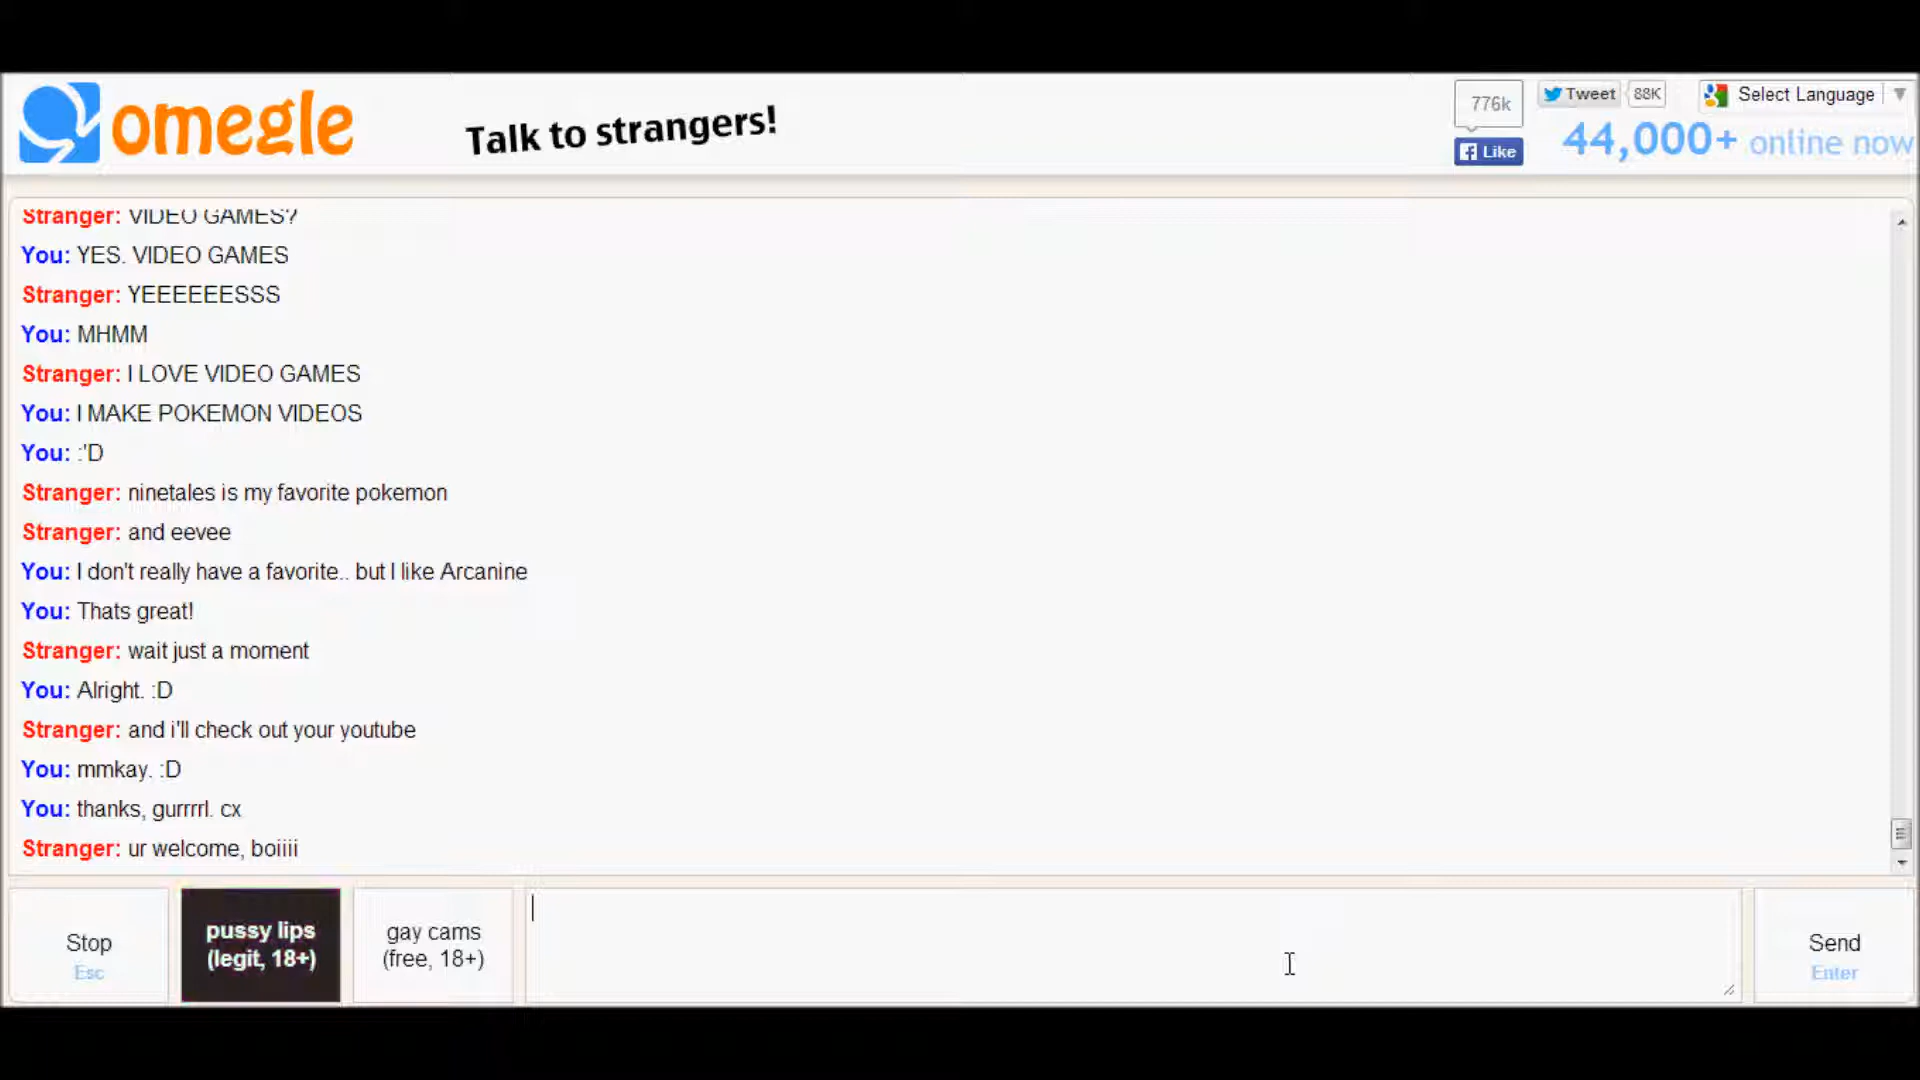 omegle
Talk to strangers!
776k
Like
Tweet
88K
Select Language
44,000+ online now
Stranger: VIDEO GAMES?
You: YES. VIDEO GAMES
Stranger: YEEEEEESSS
You: MHMM
Stranger: I LOVE VIDEO GAMES
You: I MAKE POKEMON VIDEOS
You: :'D
Stranger: ninetales is my favorite pokemon
Stranger: and eevee
You: I don't really have a favorite.. but I like Arcanine
You: Thats great!
Stranger: wait just a moment
You: Alright. :D
Stranger: and i'll check out your youtube
You: mmkay. :D
You: thanks, gurrrrl. cx
Stranger: ur welcome, boiiii
Stop
Esc
pussy lips
(legit, 18+)
gay cams
(free, 18+)
Send
Enter